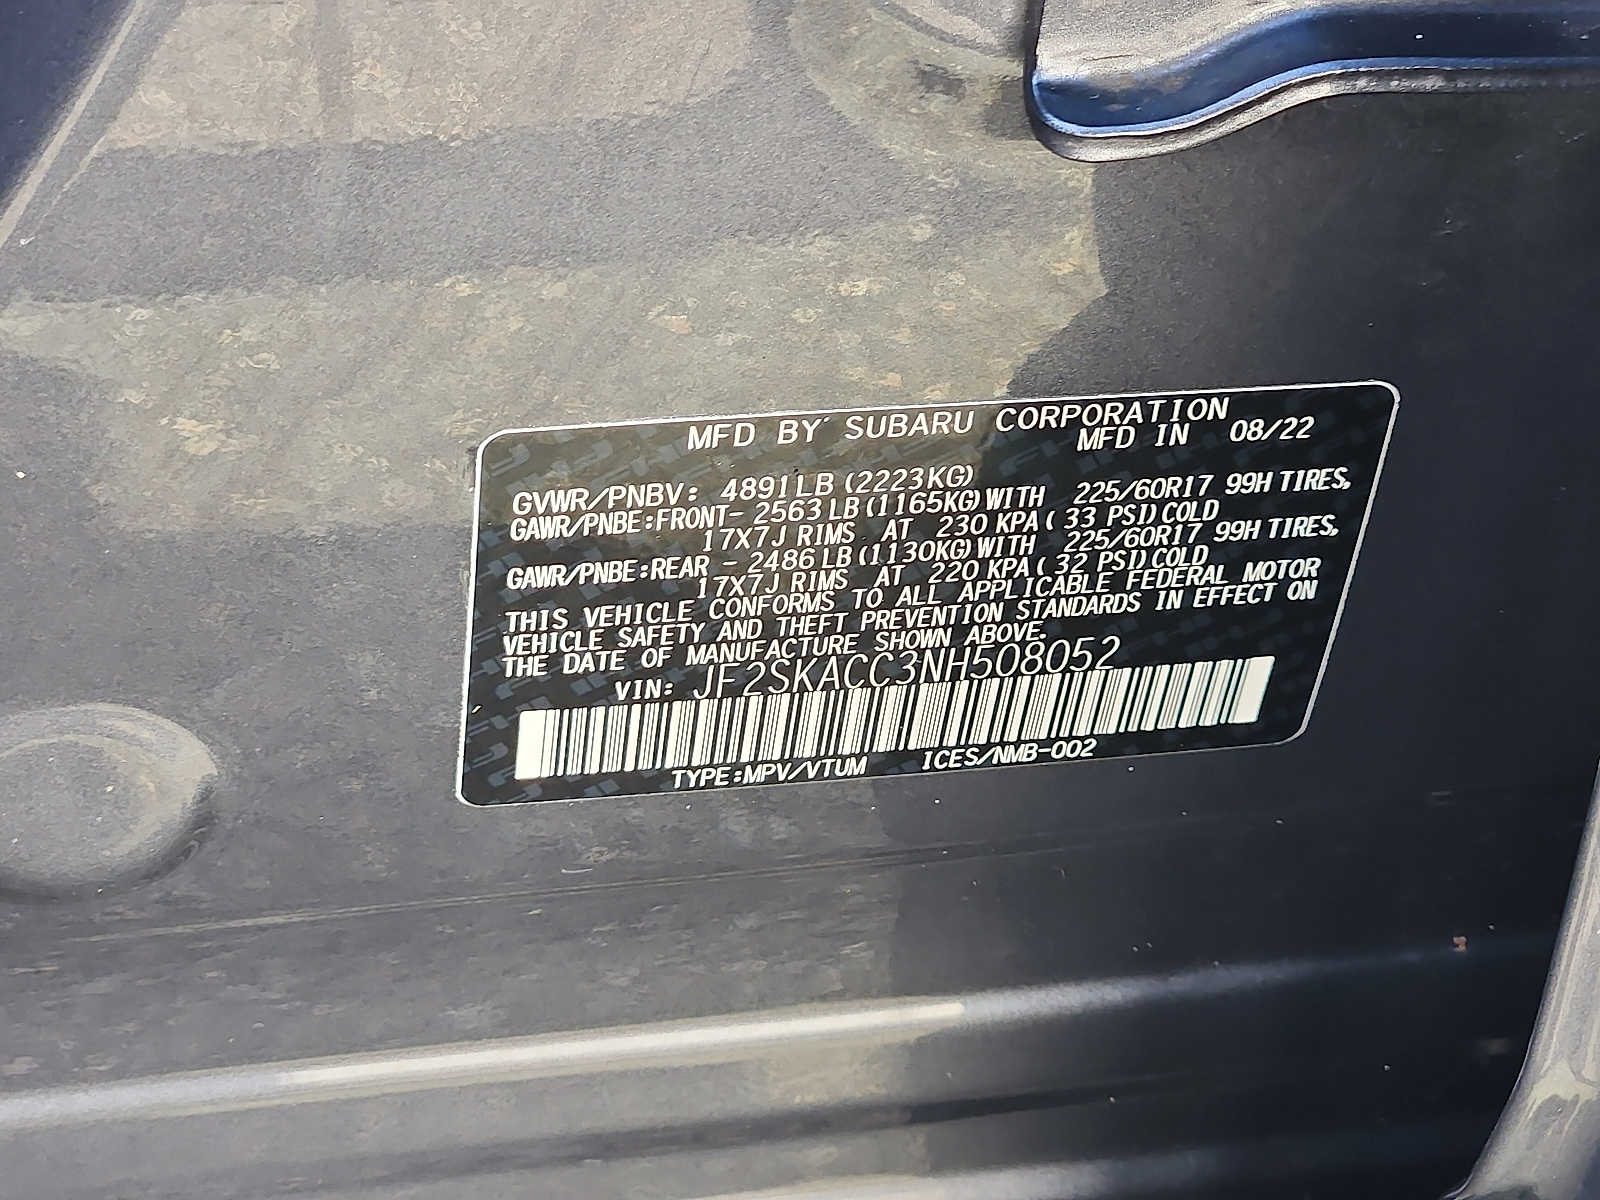 MFD BY SUBARU CORPORATION
MFD IN 08/22
GVWR/PNBV: 4891LB(2223KG)
GAWR/PNBE:FRONT- 2563LB(1165KG)WITH 225/60R17 99H TIRES,
17X7J RIMS AT 230 KPA( 33 PSI)COLD
GAWR/PNBE:REAR - 2486LB(1130KG)WITH 225/60R17 99H TIRES,
17X7J RIMS AT 220 KPA( 32 PSI)COLD
THIS VEHICLE CONFORMS TO ALL APPLICABLE FEDERAL MOTOR
VEHICLE SAFETY AND THEFT PREVENTION STANDARDS IN EFFECT ON
THE DATE OF MANUFACTURE SHOWN ABOVE.
VIN: JF2SKACC3NH508052
TYPE:MPV/VTUM ICES/NMB-002